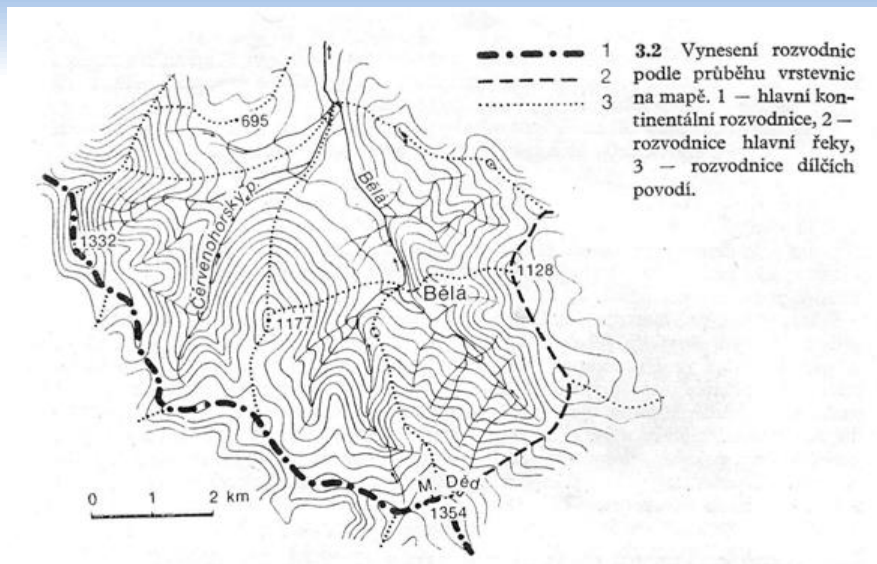 1
2
3
3.2 Vynesení rozvodnic
podle průběhu vrstevnic
na mapě. 1 — hlavní kon-
tinentální rozvodnice, 2 —
rozvodnice hlavní řeky,
3 — rozvodnice dílčích
povodí.
695
Bělá
Červenohorský p.
1332
1128
Bělá
1177
M. Děd
1354
0 1 2 km